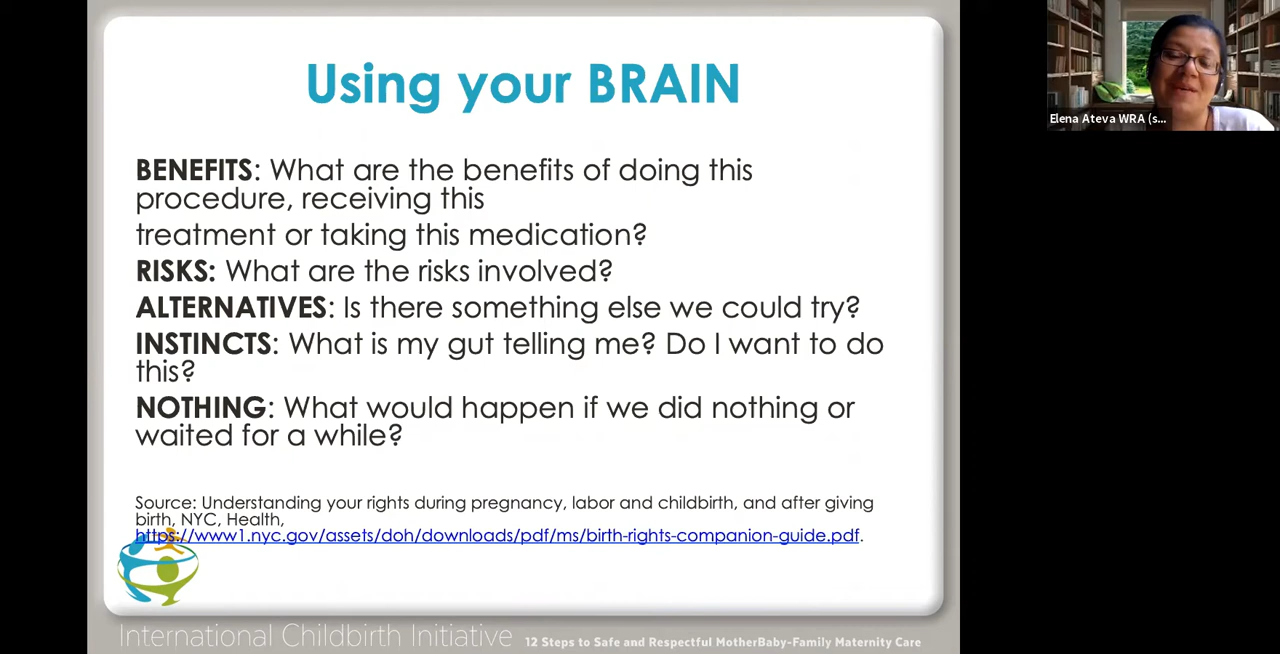 Using your BRAIN
BENEFITS: What are the benefits of doing this
procedure, receiving this
treatment or taking this medication?
RISKS: What are the risks involved?
ALTERNATIVES: Is there something else we could try?
INSTINCTS: What is my gut telling me? Do I want to do
this?
NOTHING: What would happen if we did nothing or
waited for a while?
Source: Understanding your rights during pregnancy, labor and childbirth, and after giving
birth, NYC, Health,
https://www1.nyc.gov/assets/doh/downloads/pdf/ms/birth-rights-companion-guide.pdf.
International Childbirth Initiative 12 Steps to Safe and Respectful MotherBaby-Family Maternity Care
Elena Ateva WRA (s...